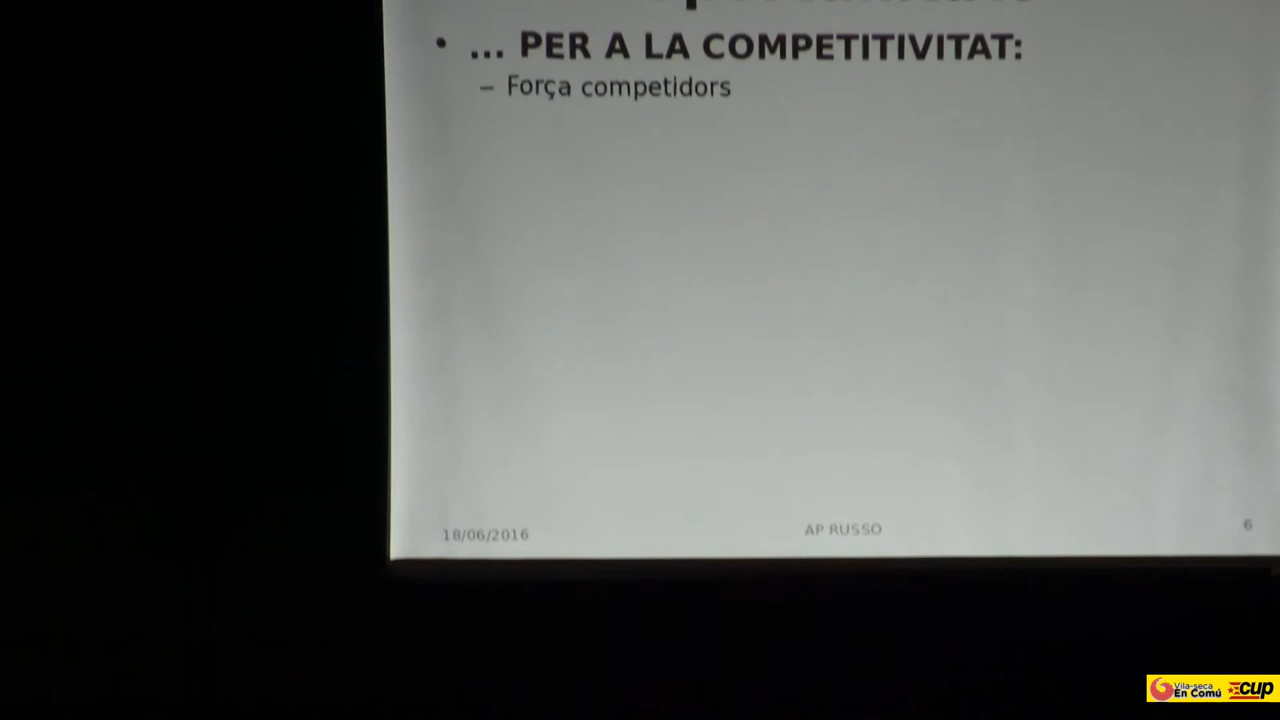 • ... PER A LA COMPETITIVITAT:
– Força competidors
18/06/2016
AP RUSSO
6
Vila-seca
En Comú
cup